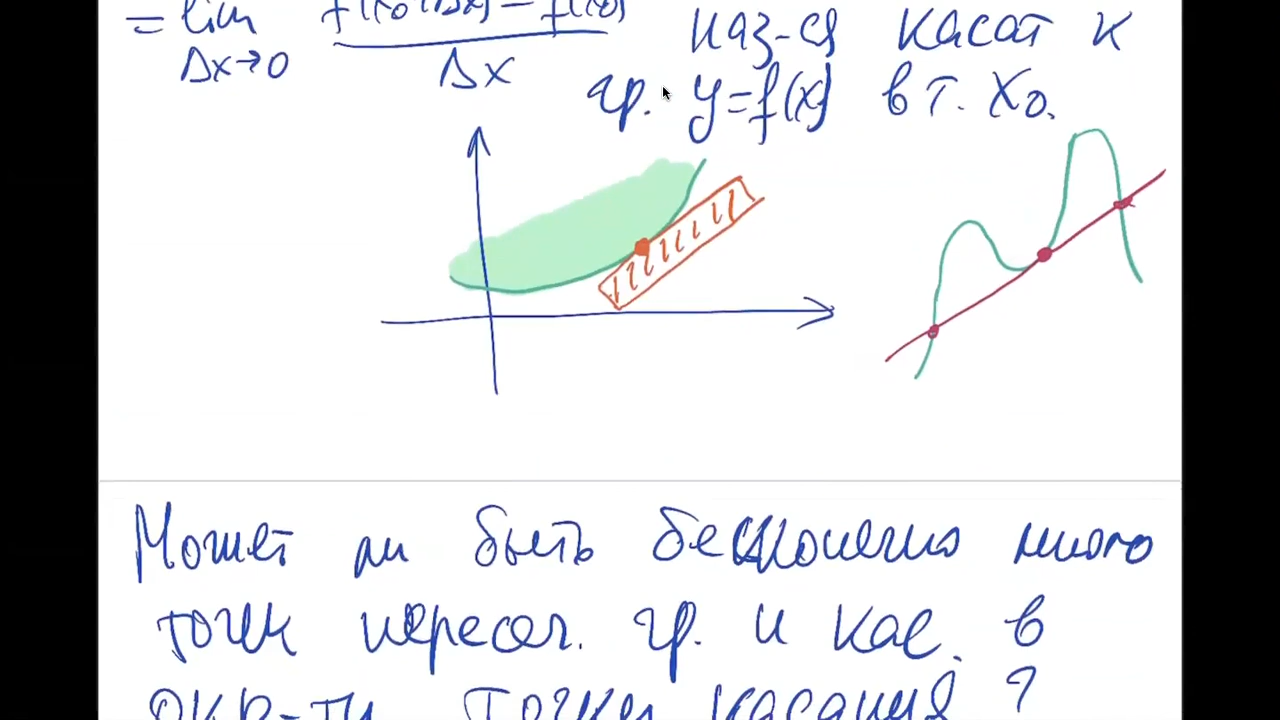 = lim f(x₀+Δx) − f(x₀)
Δx→0 Δx
наз-ся касат к
гр. y=f(x) в т. x₀.
Может ли быть бесконечно много
точек пересеч. гр. и кас. в
окр-ти точки касания ?